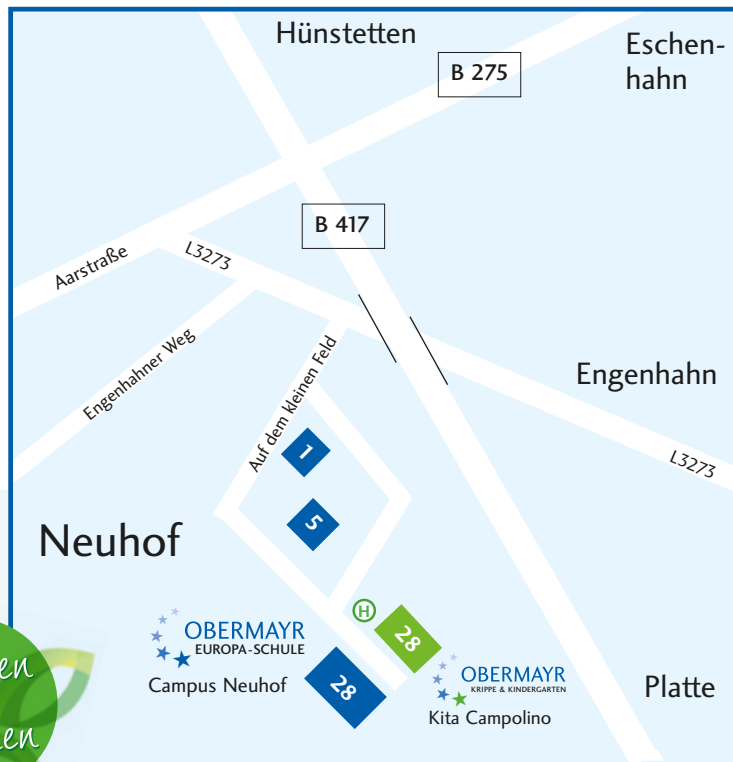 Hünstetten
Eschen-
hahn
B 275
B 417
Aarstraße
L3273
Engenhahner Weg
Auf dem kleinen Feld
Engenhahn
L3273
1
5
Neuhof
H
28
OBERMAYR
EUROPA-SCHULE
Campus Neuhof
28
OBERMAYR
KRIPPE & KINDERGARTEN
Kita Campolino
Platte